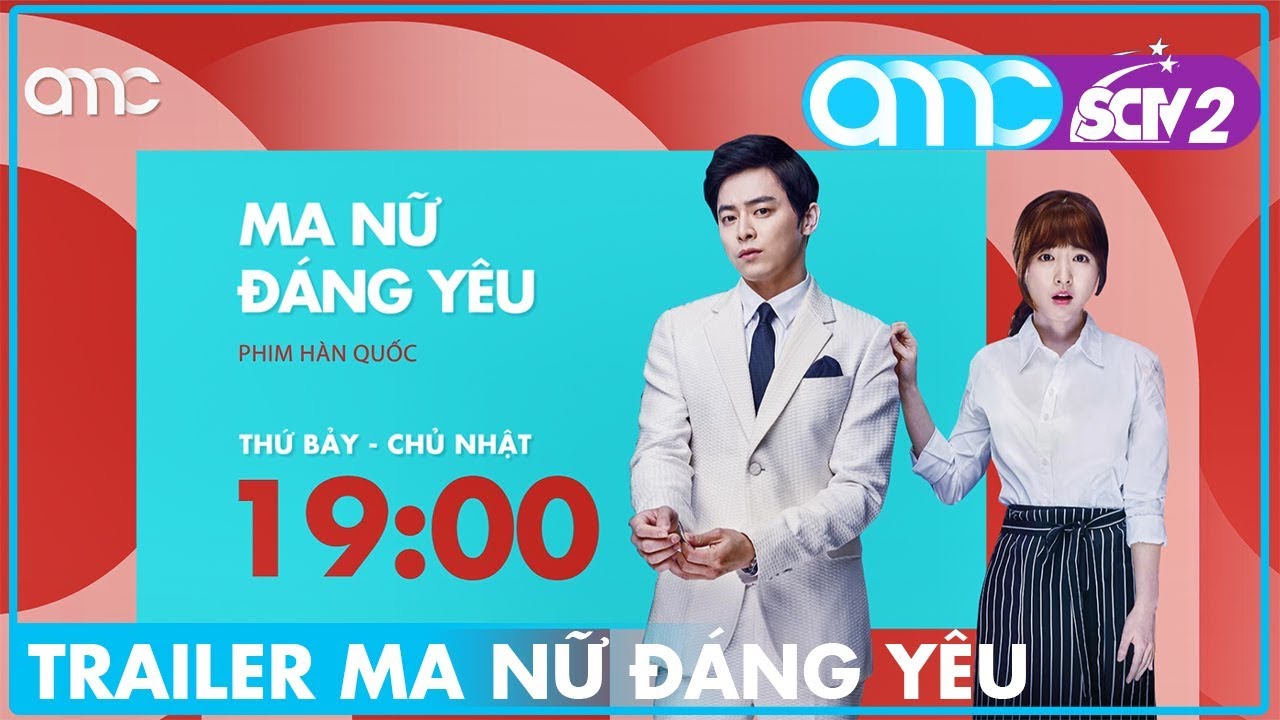 amc
amc SCTV2
MA NỮ
ĐÁNG YÊU
PHIM HÀN QUỐC
THỨ BẢY - CHỦ NHẬT
19:00
TRAILER MA NỮ ĐÁNG YÊU